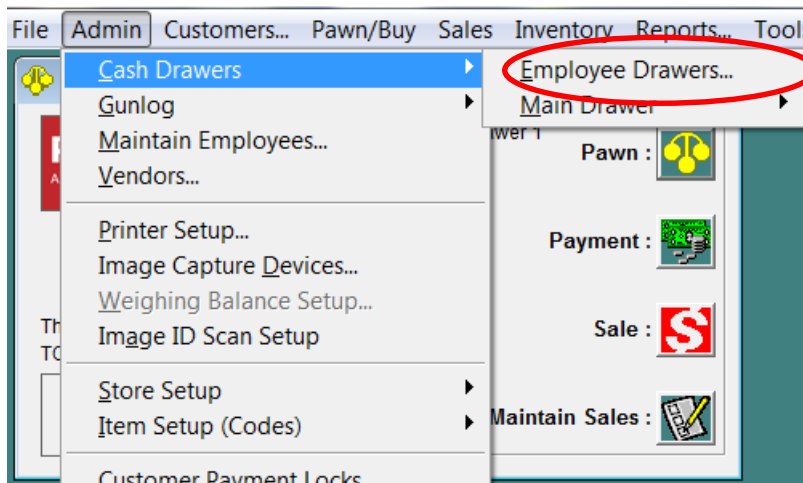 File Admin Customers... Pawn/Buy Sales Inventory Reports... Tools
Cash Drawers
Employee Drawers...
Gunlog
Main Drawer
Maintain Employees...
Pawn :
Vendors...
Printer Setup...
Payment :
Image Capture Devices...
Weighing Balance Setup...
Image ID Scan Setup
Sale :
Store Setup
Item Setup (Codes)
Maintain Sales :
Customer Payment Locks